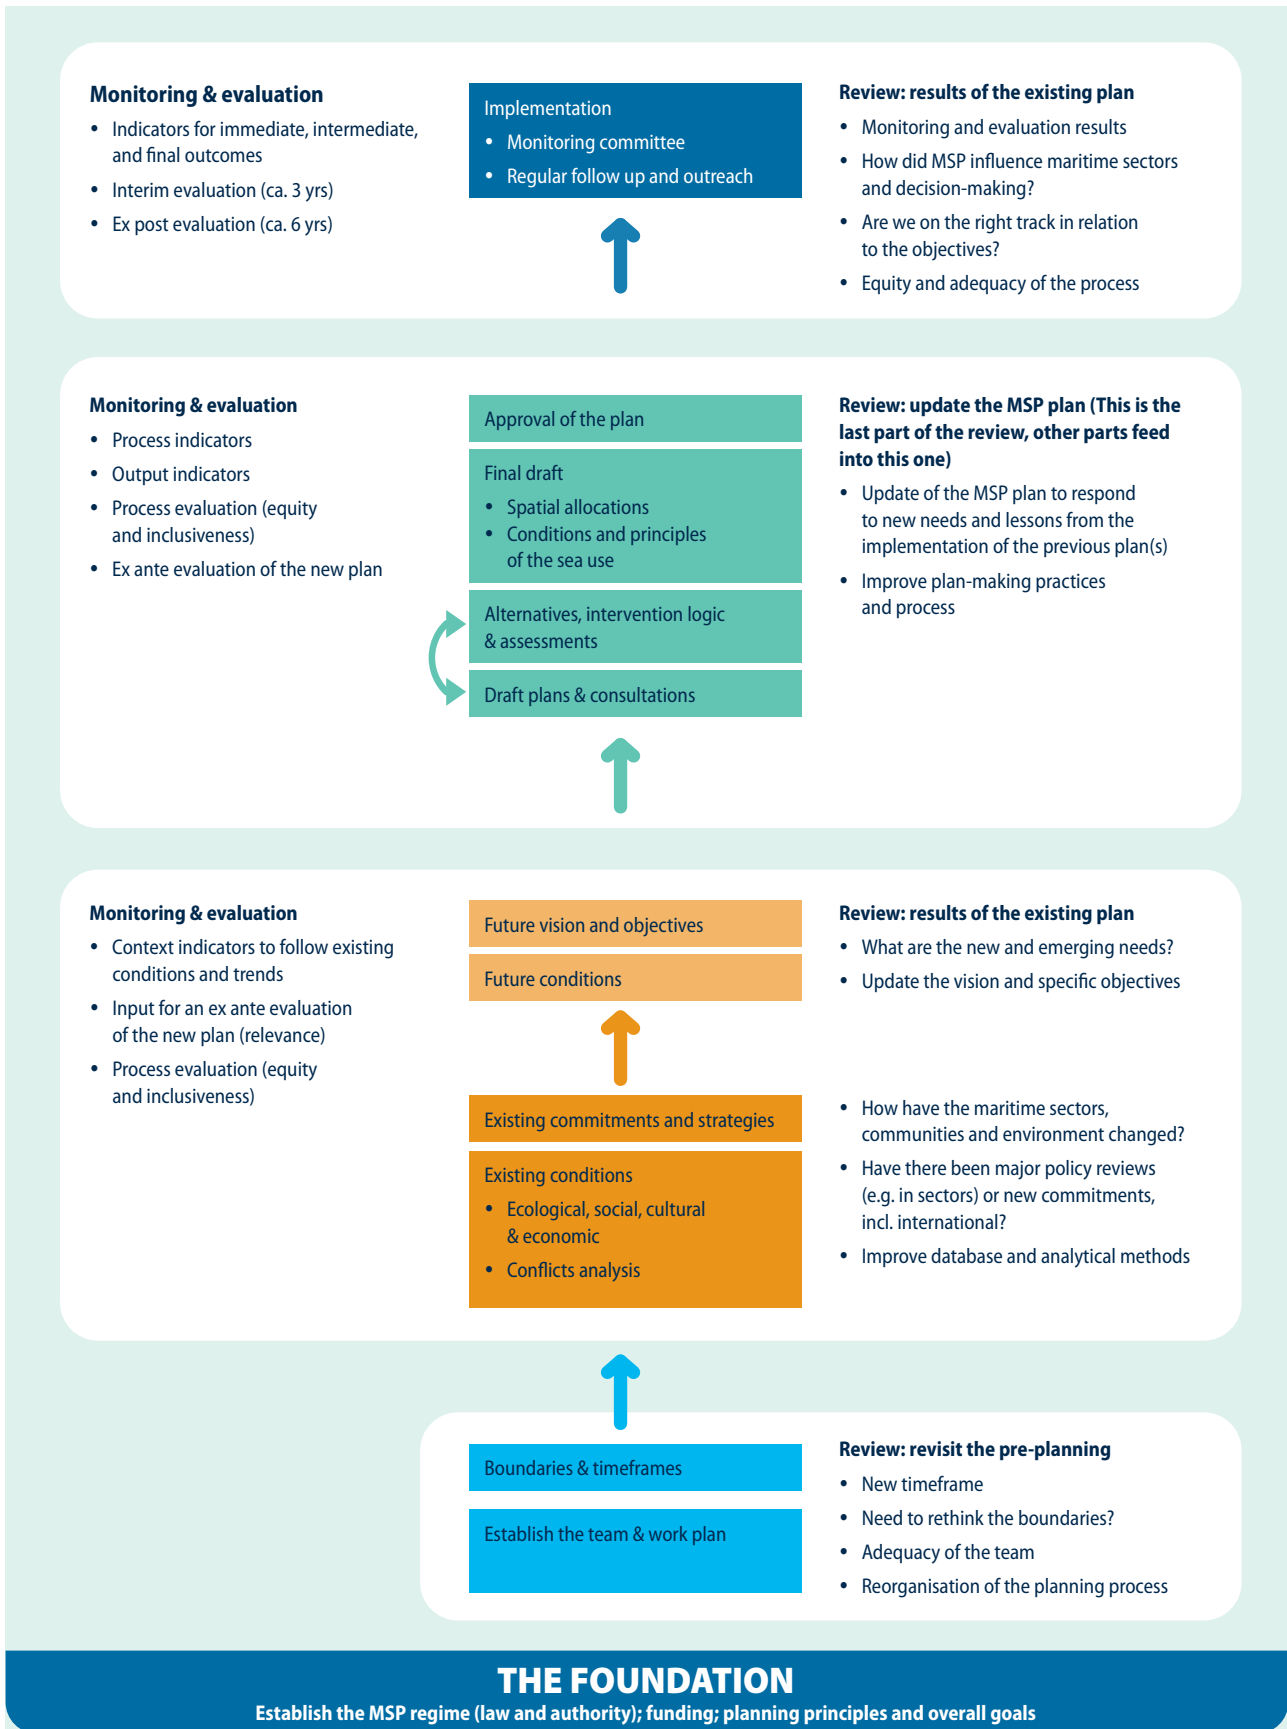 Monitoring & evaluation
• Indicators for immediate, intermediate,
and final outcomes
• Interim evaluation (ca. 3 yrs)
• Ex post evaluation (ca. 6 yrs)
Implementation
• Monitoring committee
• Regular follow up and outreach
Review: results of the existing plan
• Monitoring and evaluation results
• How did MSP influence maritime sectors
and decision-making?
• Are we on the right track in relation
to the objectives?
• Equity and adequacy of the process
Monitoring & evaluation
• Process indicators
• Output indicators
• Process evaluation (equity
and inclusiveness)
• Ex ante evaluation of the new plan
Approval of the plan
Final draft
• Spatial allocations
• Conditions and principles
of the sea use
Alternatives, intervention logic
& assessments
Draft plans & consultations
Review: update the MSP plan (This is the
last part of the review, other parts feed
into this one)
• Update of the MSP plan to respond
to new needs and lessons from the
implementation of the previous plan(s)
• Improve plan-making practices
and process
Monitoring & evaluation
• Context indicators to follow existing
conditions and trends
• Input for an ex ante evaluation
of the new plan (relevance)
• Process evaluation (equity
and inclusiveness)
Future vision and objectives
Future conditions
Existing commitments and strategies
Existing conditions
• Ecological, social, cultural
& economic
• Conflicts analysis
Review: results of the existing plan
• What are the new and emerging needs?
• Update the vision and specific objectives
• How have the maritime sectors,
communities and environment changed?
• Have there been major policy reviews
(e.g. in sectors) or new commitments,
incl. international?
• Improve database and analytical methods
Boundaries & timeframes
Establish the team & work plan
Review: revisit the pre-planning
• New timeframe
• Need to rethink the boundaries?
• Adequacy of the team
• Reorganisation of the planning process
THE FOUNDATION
Establish the MSP regime (law and authority); funding; planning principles and overall goals